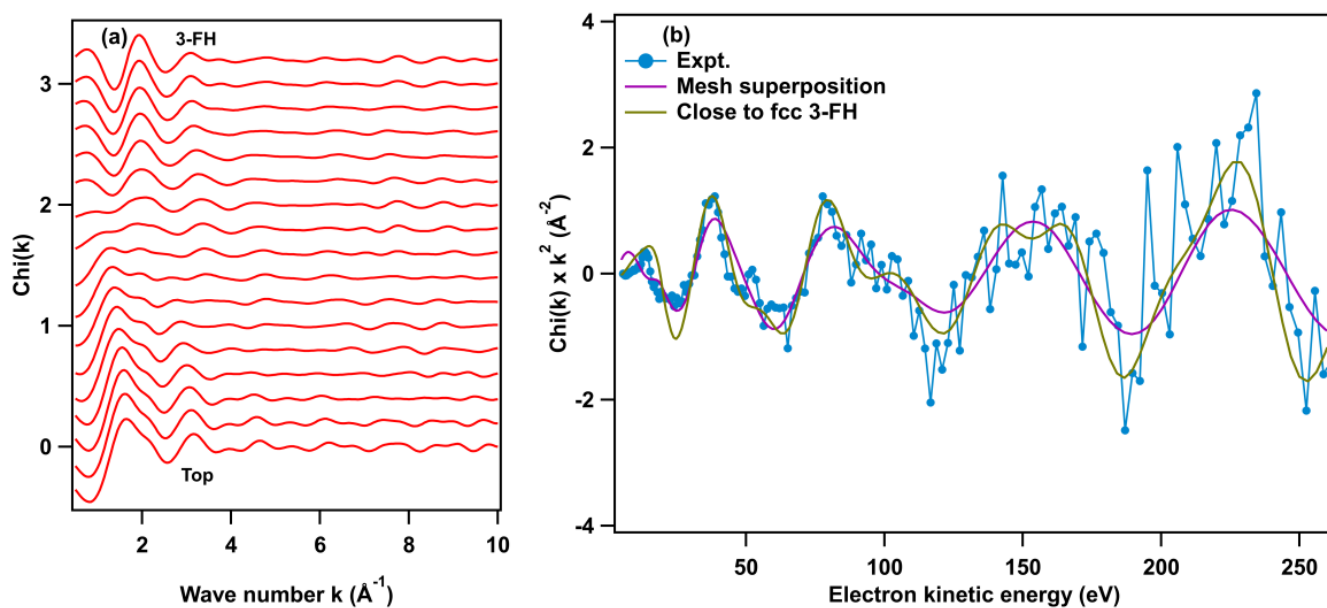 (a)
3-FH
3
2
1
0
Top
Chi(k)
2
4
6
8
10
Wave number k (Å⁻¹)
(b)
Expt.
Mesh superposition
Close to fcc 3-FH
4
2
0
-2
-4
Chi(k) x k² (Å⁻²)
50
100
150
200
250
Electron kinetic energy (eV)